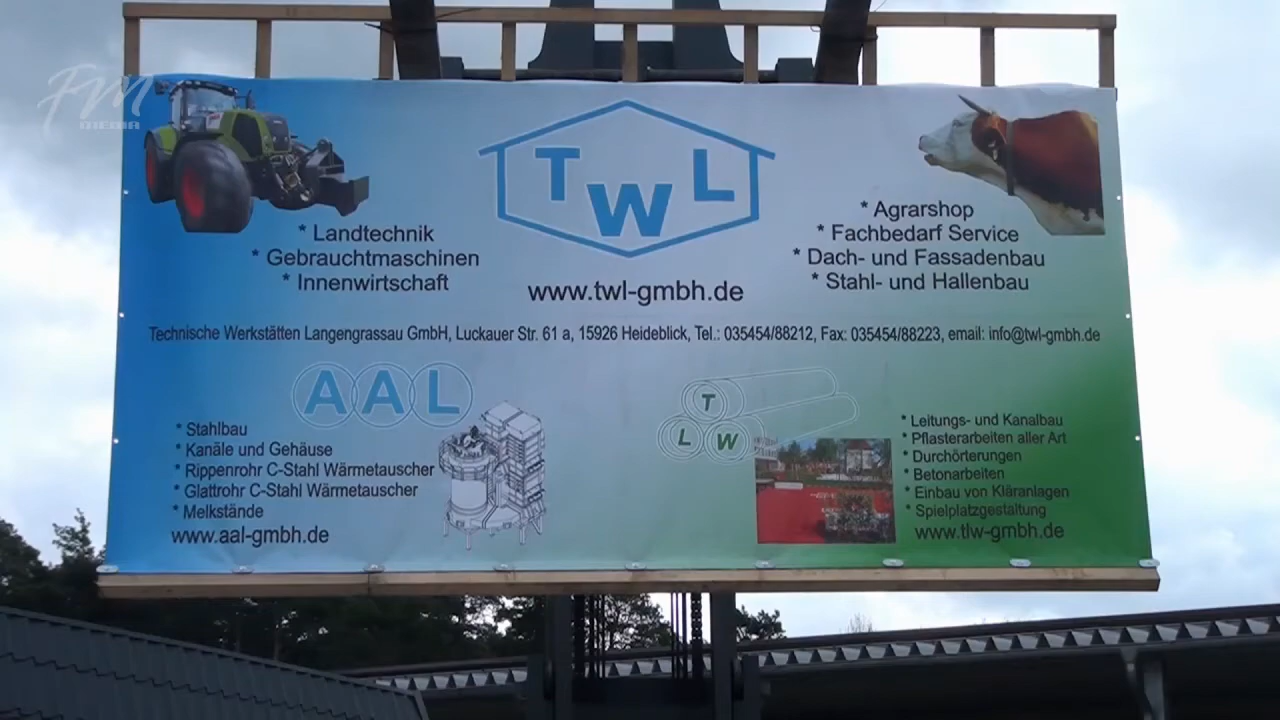 FM
MEDIA
TWL
* Landtechnik
* Gebrauchtmaschinen
* Innenwirtschaft
www.twl-gmbh.de
* Agrarshop
* Fachbedarf Service
* Dach- und Fassadenbau
* Stahl- und Hallenbau
Technische Werkstätten Langengrassau GmbH, Luckauer Str. 61 a, 15926 Heideblick, Tel.: 035454/88212, Fax: 035454/88223, email: info@twl-gmbh.de
AAL
* Stahlbau
* Kanäle und Gehäuse
* Rippenrohr C-Stahl Wärmetauscher
* Glattrohr C-Stahl Wärmetauscher
* Melkstände
www.aal-gmbh.de
T
L W
* Leitungs- und Kanalbau
* Pflasterarbeiten aller Art
* Durchörterungen
* Betonarbeiten
* Einbau von Kläranlagen
* Spielplatzgestaltung
www.tlw-gmbh.de